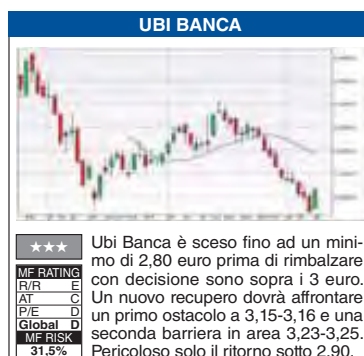 UBI BANCA
★★★
MF RATING
R/R E
AT C
P/E D
Global D
MF RISK
31.5%
Ubi Banca è sceso fino ad un mini-
mo di 2,80 euro prima di rimbalzare
con decisione sono sopra i 3 euro.
Un nuovo recupero dovrà affrontare
un primo ostacolo a 3,15-3,16 e una
seconda barriera in area 3,23-3,25.
Pericoloso solo il ritorno sotto 2,90.